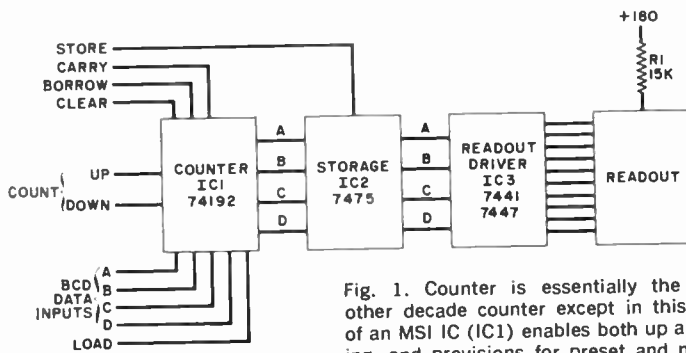 +180
R1
15K
STORE
CARRY
BORROW
CLEAR
COUNT
UP
DOWN
COUNTER
IC1
74192
A
B
C
D
STORAGE
IC2
7475
A
B
C
D
READOUT
DRIVER
IC3
7441
7447
READOUT
BCD
DATA
INPUTS
A
B
C
D
LOAD
Fig. 1. Counter is essentially the
other decade counter except in this
of an MSI IC (IC1) enables both up a
ing, and provisions for preset and